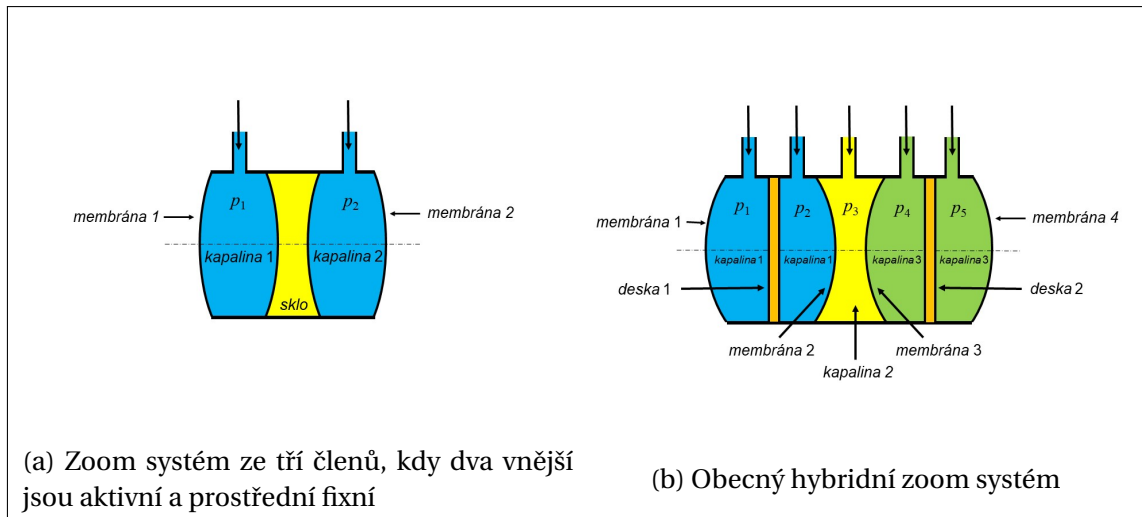 p1
p2
membrána 1
membrána 2
kapalina 1
kapalina 2
sklo
(a) Zoom systém ze tří členů, kdy dva vnější
jsou aktivní a prostřední fixní
p1
p2
p3
p4
p5
membrána 1
membrána 4
kapalina 1
kapalina 1
kapalina 3
kapalina 3
deska 1
deska 2
membrána 2
membrána 3
kapalina 2
(b) Obecný hybridní zoom systém